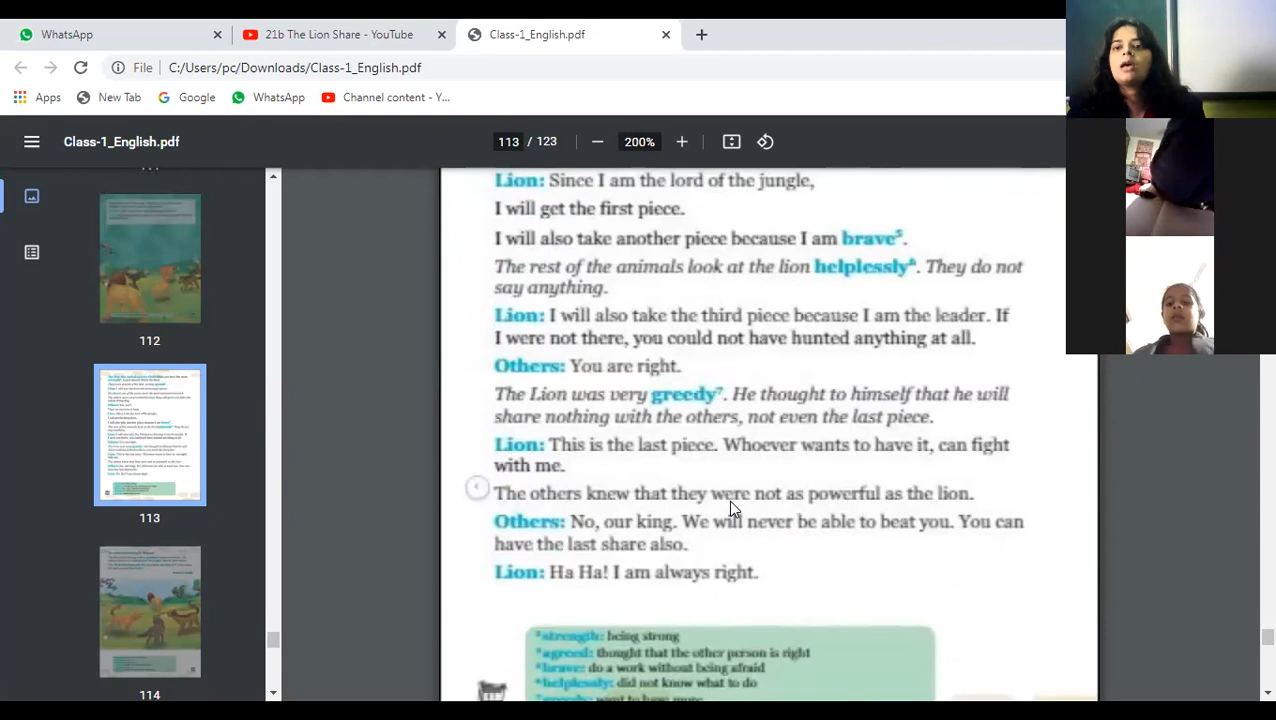 WhatsApp
21b The Lion Share - YouTube
Class-1_English.pdf
File
C:/Users/pc/Downloads/Class-1_English.pdf
Apps
New Tab
Google
WhatsApp
Channel content - Y...
Class-1_English.pdf
113 / 123
200%
112
113
114
Lion: Since I am the lord of the jungle,
I will get the first piece.
I will also take another piece because I am brave⁵.
The rest of the animals look at the lion helplessly⁶. They do not
say anything.
Lion: I will also take the third piece because I am the leader. If
I were not there, you could not have hunted anything at all.
Others: You are right.
The Lion was very greedy⁷. He thought to himself that he will
share nothing with the others, not even the last piece.
Lion: This is the last piece. Whoever wants to have it, can fight
with me.
The others knew that they were not as powerful as the lion.
Others: No, our king. We will never be able to beat you. You can
have the last share also.
Lion: Ha Ha! I am always right.
strength: being strong
agreed: thought that the other person is right
brave: do a work without being afraid
helplessly: did not know what to do
greedy: want to have more